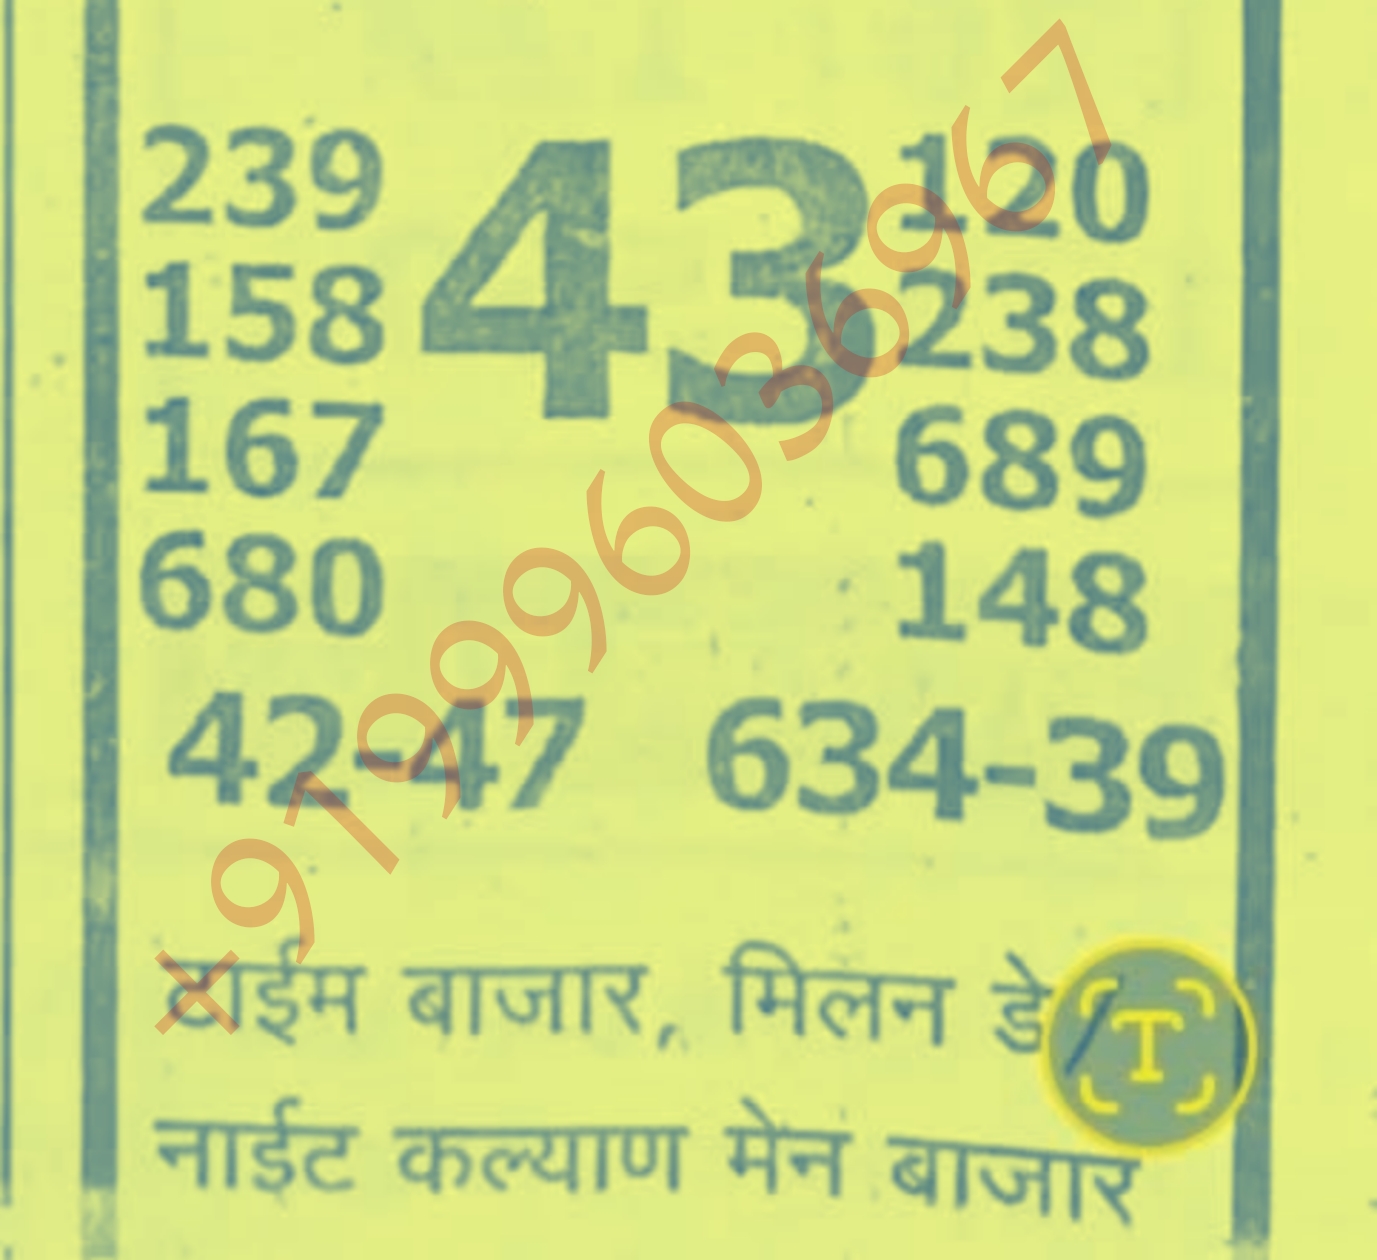 239 43 120
158 238
167 689
680 148
42-47 634-39
टाईम बाजार, मिलन डे/
नाईट कल्याण मेन बाजार
+919996036967
T